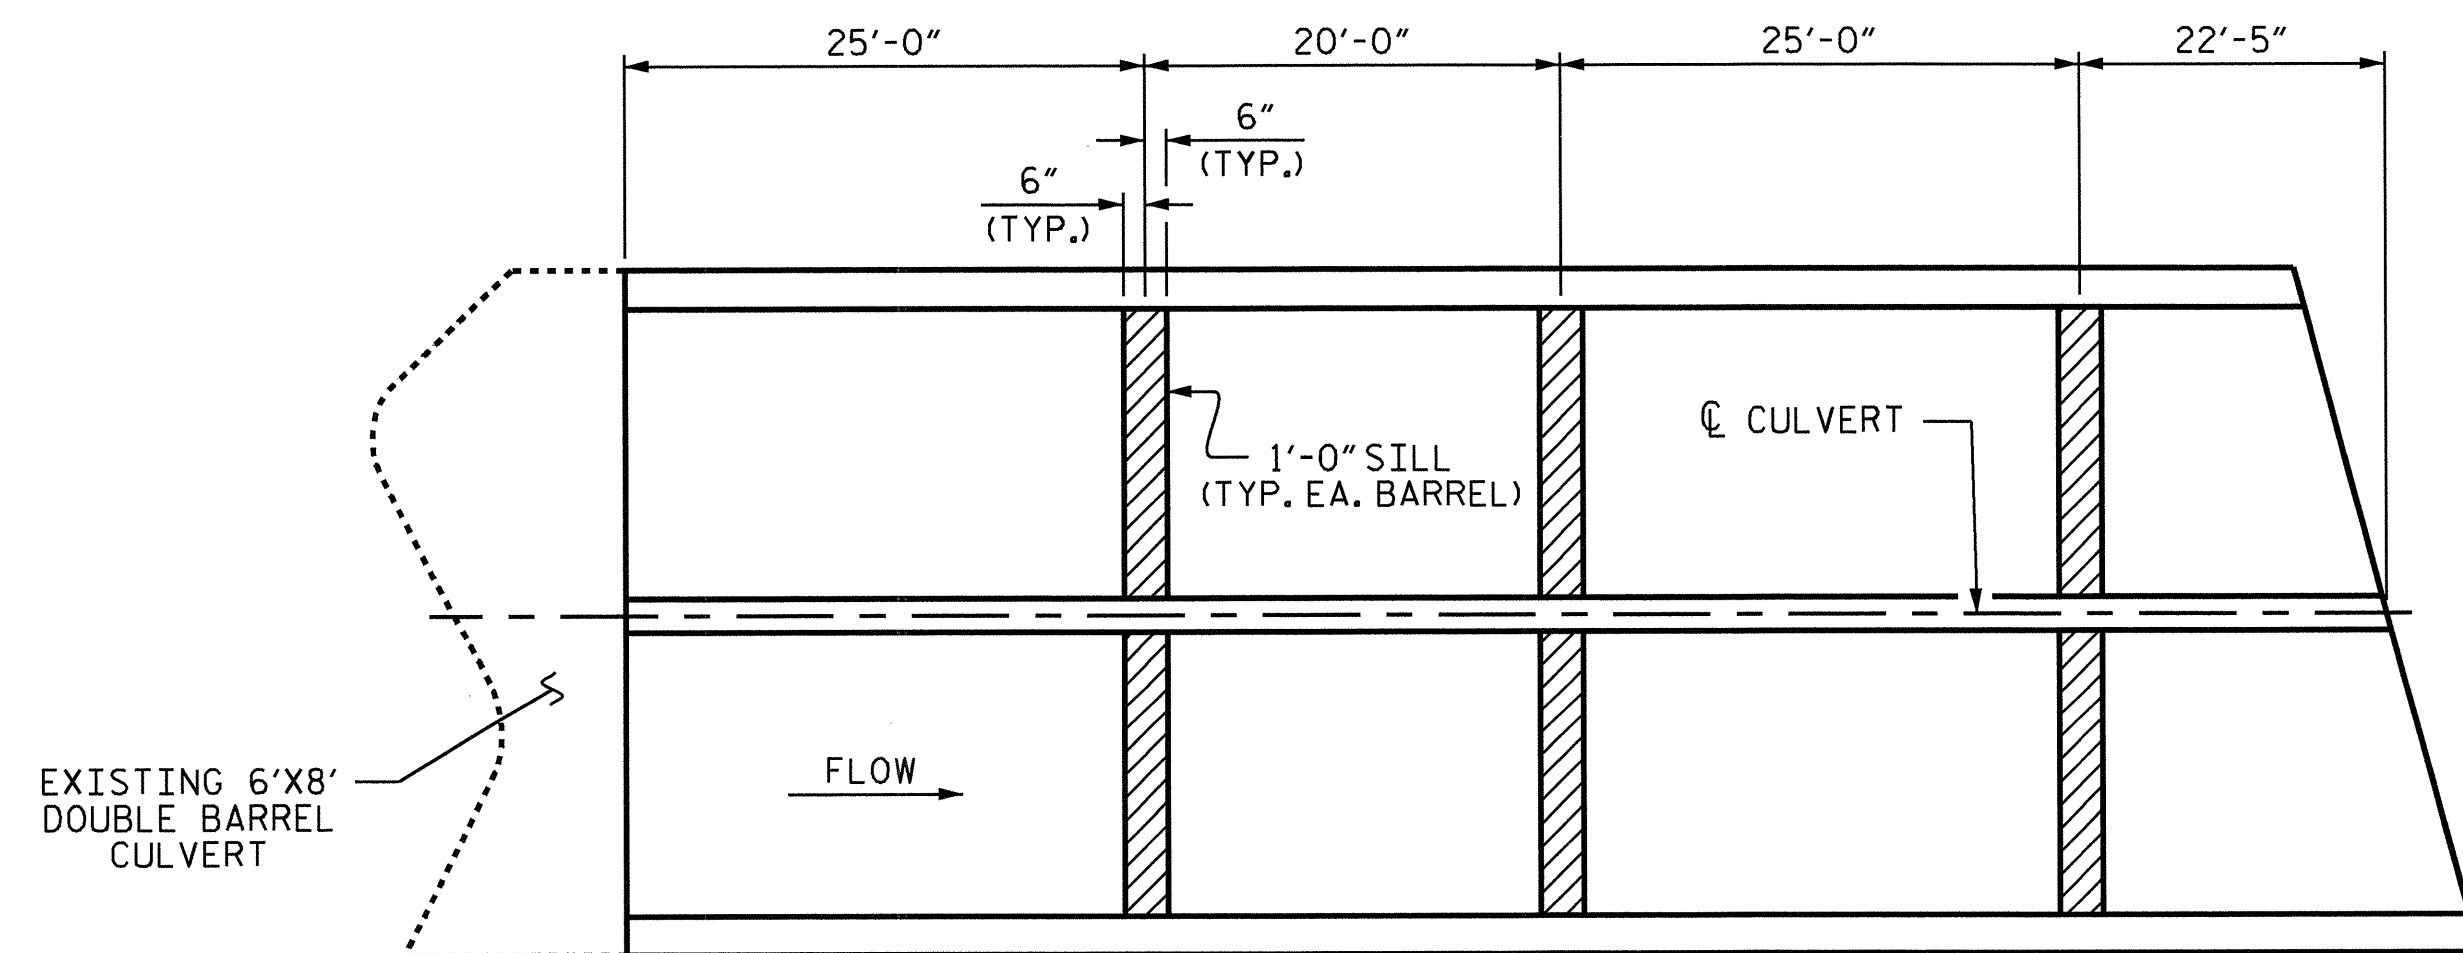 25'-0" 20'-0" 25'-0" 22'-5"
6"
(TYP.)
6"
(TYP.)
℄ CULVERT
1'-0" SILL
(TYP. EA. BARREL)
FLOW
EXISTING 6'X8'
DOUBLE BARREL
CULVERT